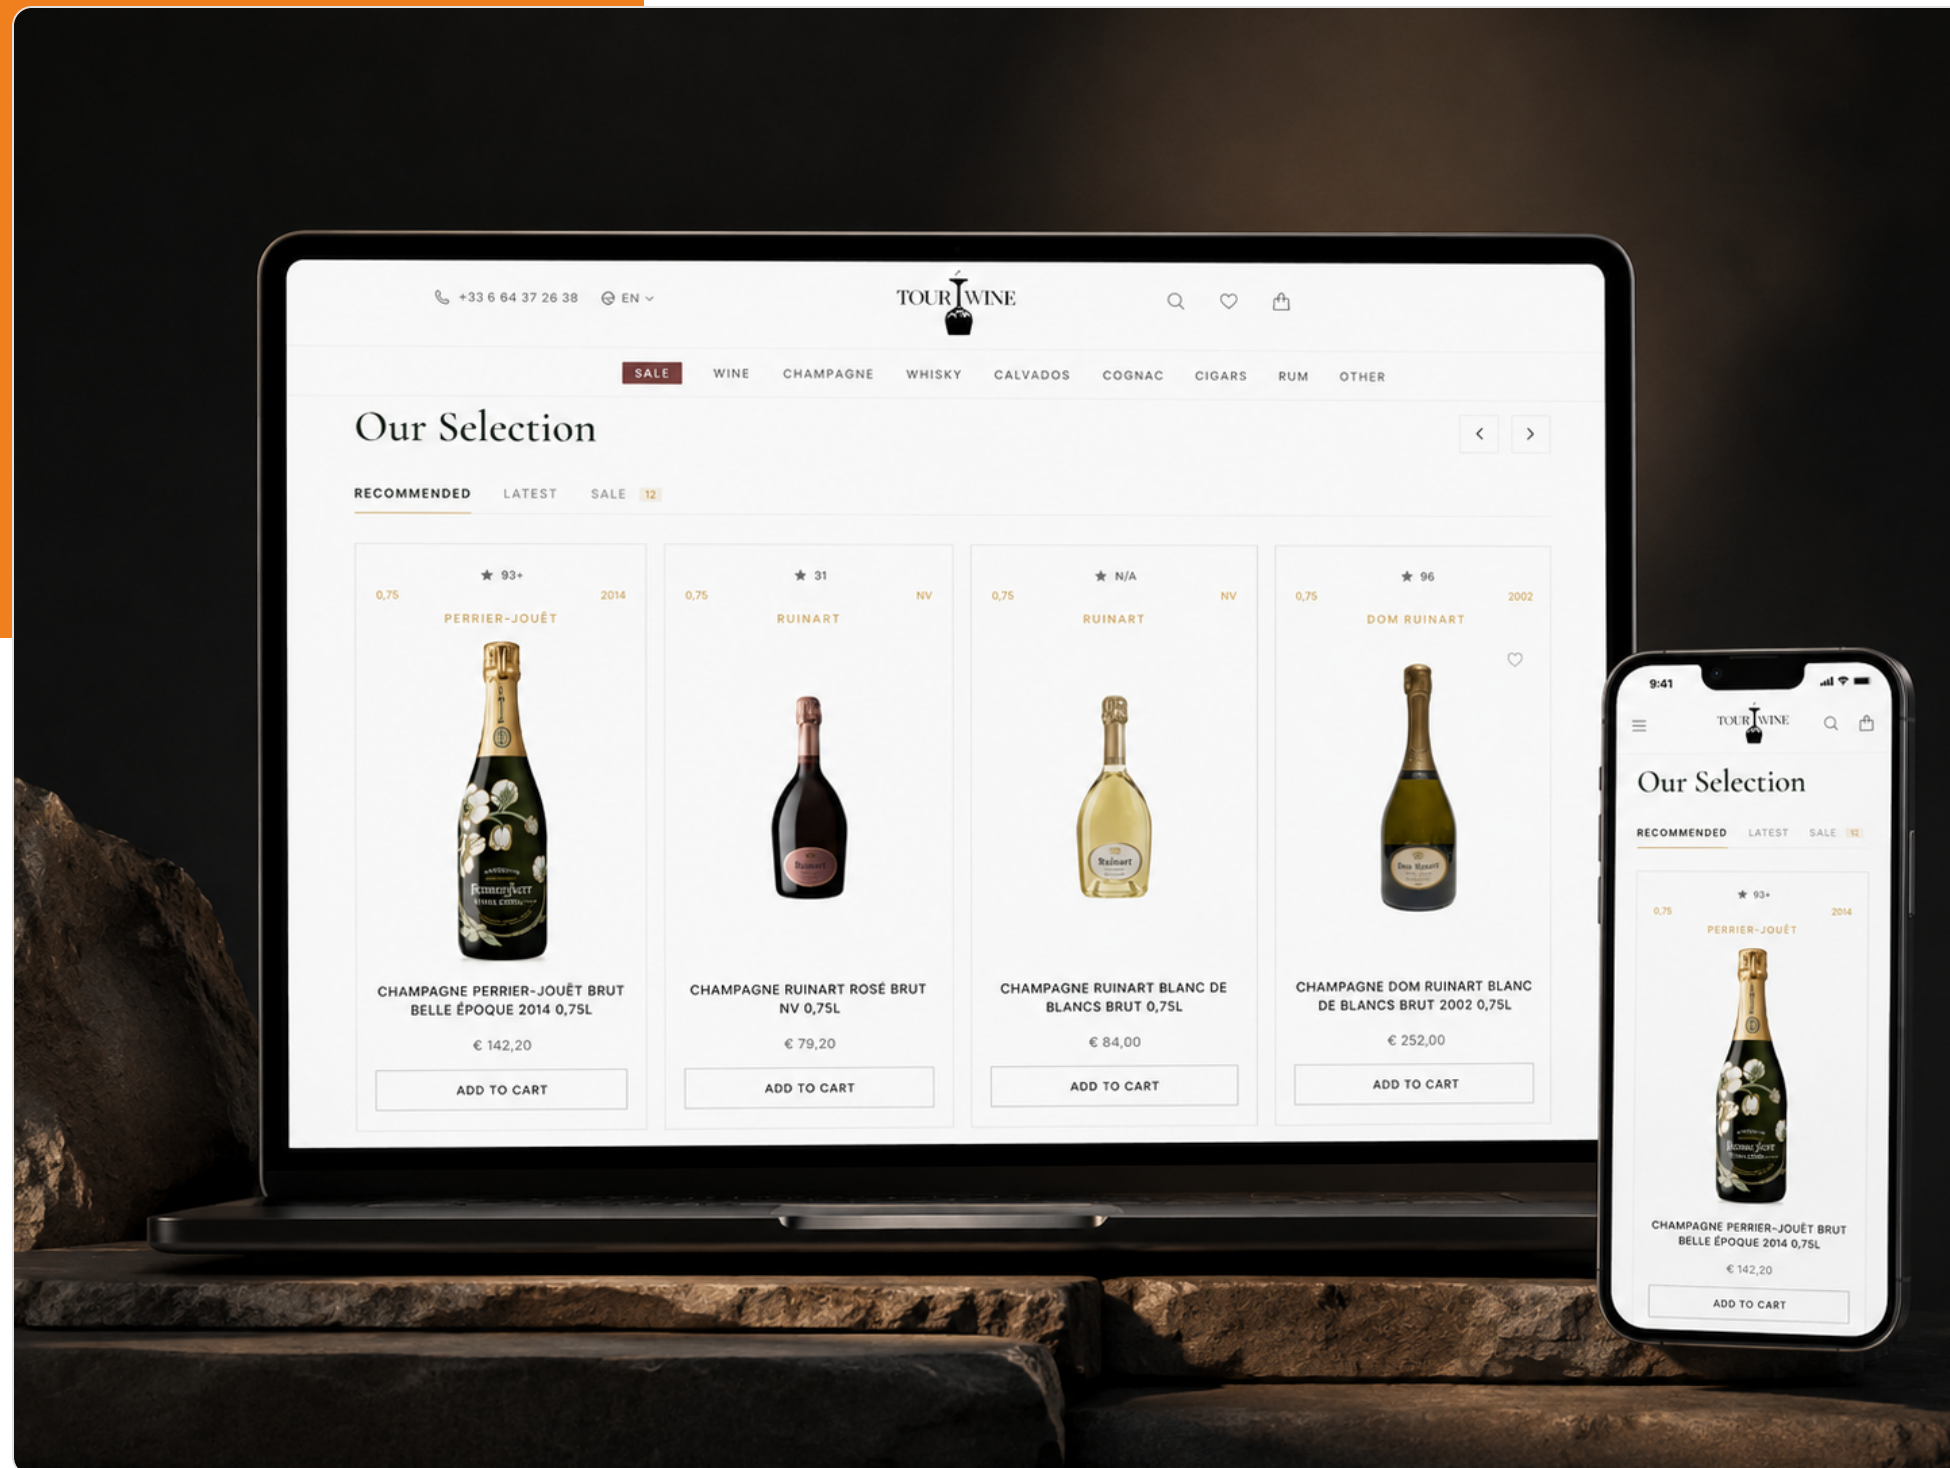 +33 6 64 37 26 38 EN
TOUR WINE
SALE WINE CHAMPAGNE WHISKY CALVADOS COGNAC CIGARS RUM OTHER
Our Selection
RECOMMENDED LATEST SALE 12
93+
0,75 2014
PERRIER-JOUËT
CHAMPAGNE PERRIER-JOUËT BRUT
BELLE ÉPOQUE 2014 0,75L
€ 142,20
ADD TO CART
31
0,75 NV
RUINART
Ruinart
CHAMPAGNE RUINART ROSÉ BRUT
NV 0,75L
€ 79,20
ADD TO CART
N/A
0,75 NV
RUINART
Ruinart
CHAMPAGNE RUINART BLANC DE
BLANCS BRUT 0,75L
€ 84,00
ADD TO CART
96
0,75 2002
DOM RUINART
Dom Ruinart
CHAMPAGNE DOM RUINART BLANC
DE BLANCS BRUT 2002 0,75L
€ 252,00
ADD TO CART
9:41
TOUR WINE
Our Selection
RECOMMENDED LATEST SALE 12
93+
0,75 2014
PERRIER-JOUËT
CHAMPAGNE PERRIER-JOUËT BRUT
BELLE ÉPOQUE 2014 0,75L
€ 142,20
ADD TO CART